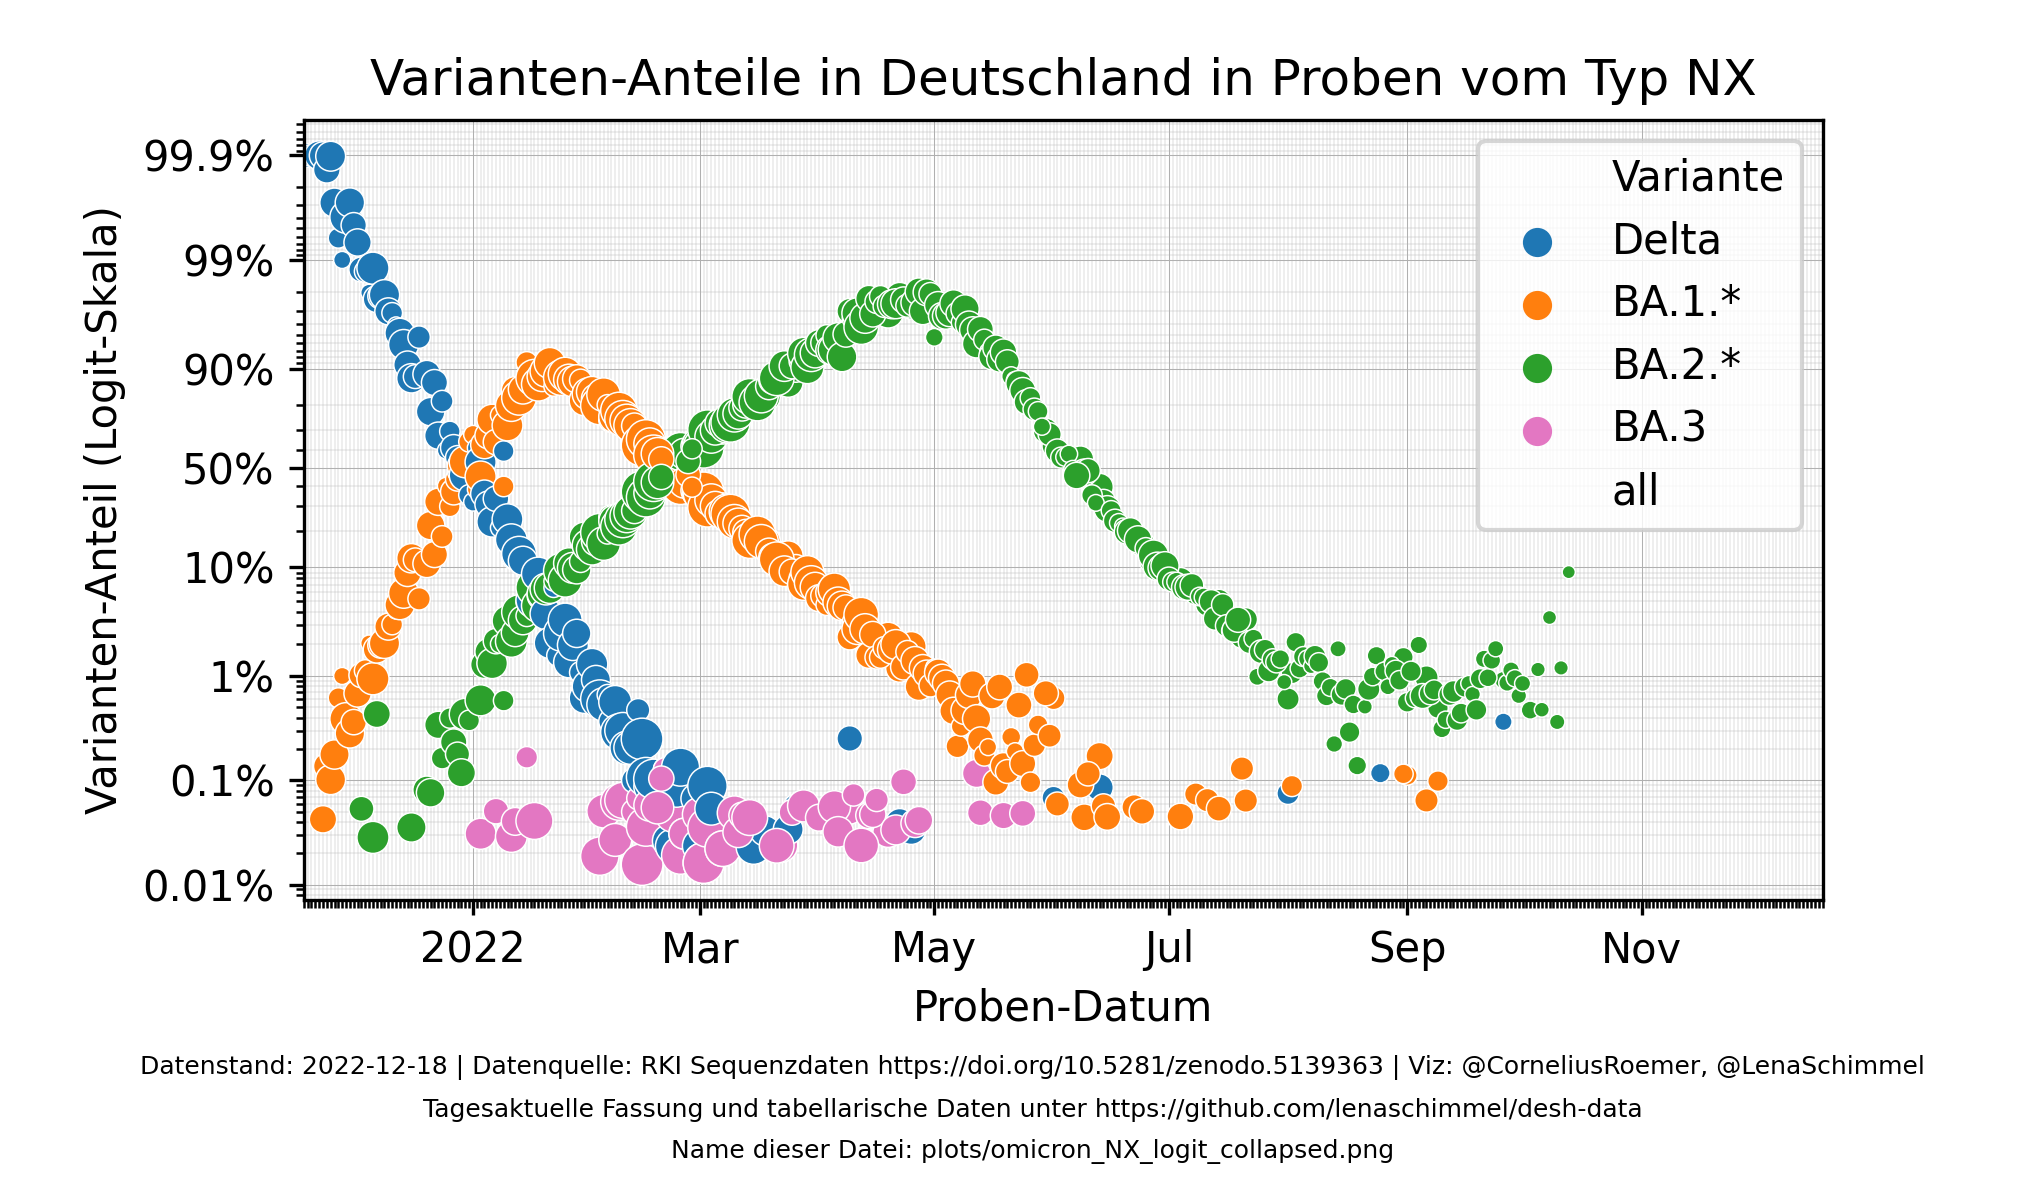 Varianten-Anteile in Deutschland in Proben vom Typ NX
Varianten-Anteil (Logit-Skala)
99.9%
99%
90%
50%
10%
1%
0.1%
0.01%
Variante
Delta
BA.1.*
BA.2.*
BA.3
all
2022
Mar
May
Jul
Sep
Nov
Proben-Datum
Datenstand: 2022-12-18 | Datenquelle: RKI Sequenzdaten https://doi.org/10.5281/zenodo.5139363 | Viz: @CorneliusRoemer, @LenaSchimmel
Tagesaktuelle Fassung und tabellarische Daten unter https://github.com/lenaschimmel/desh-data
Name dieser Datei: plots/omicron_NX_logit_collapsed.png